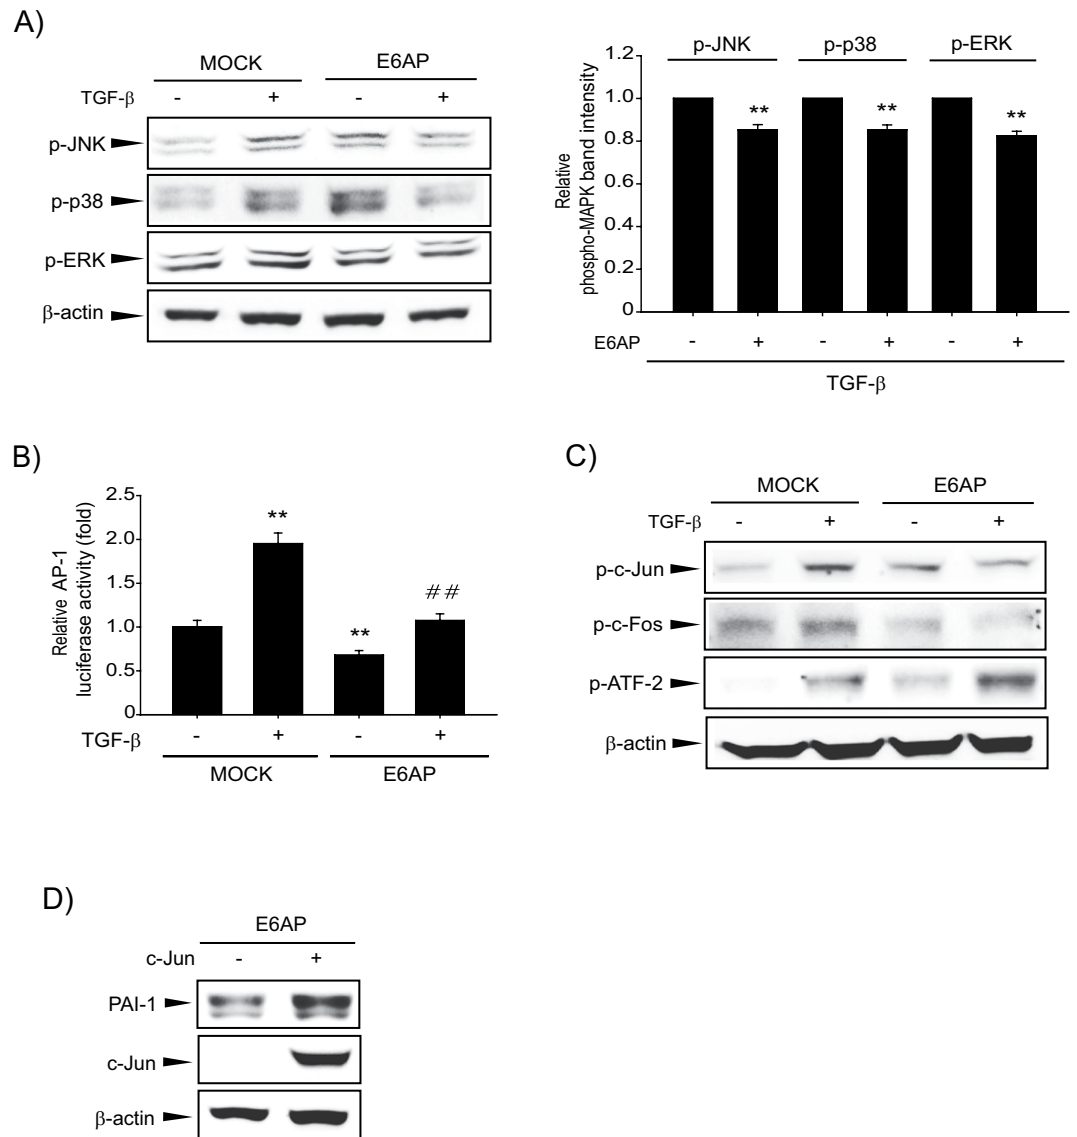 A)
MOCK E6AP
TGF-β - + - +
p-JNK
p-p38
p-ERK
β-actin
p-JNK p-p38 p-ERK
Relative
phospho-MAPK band intensity
1.2
1.0
0.8
0.6
0.4
0.2
0
** ** **
E6AP - + - + - +
TGF-β
B)
Relative AP-1
luciferase activity (fold)
2.5
2.0
1.5
1.0
0.5
0
** ** ##
TGF-β - + - +
MOCK E6AP
C)
MOCK E6AP
TGF-β - + - +
p-c-Jun
p-c-Fos
p-ATF-2
β-actin
D)
E6AP
c-Jun - +
PAI-1
c-Jun
β-actin